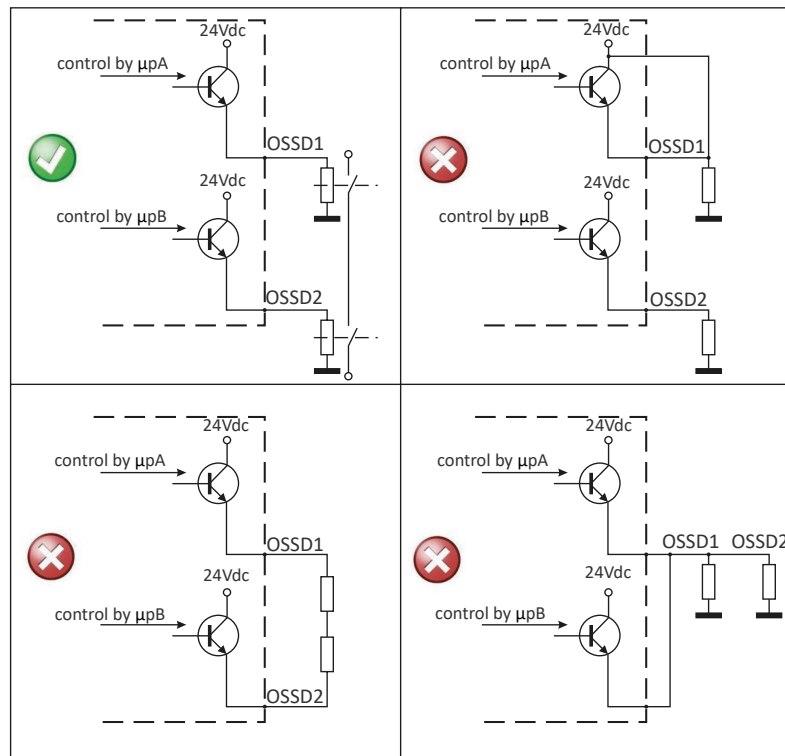 24Vdc
control by µpA
OSSD1
24Vdc
control by µpB
OSSD2
24Vdc
control by µpA
OSSD1
24Vdc
control by µpB
OSSD2
24Vdc
control by µpA
OSSD1
24Vdc
control by µpB
OSSD2
24Vdc
control by µpA
OSSD1 OSSD2
24Vdc
control by µpB